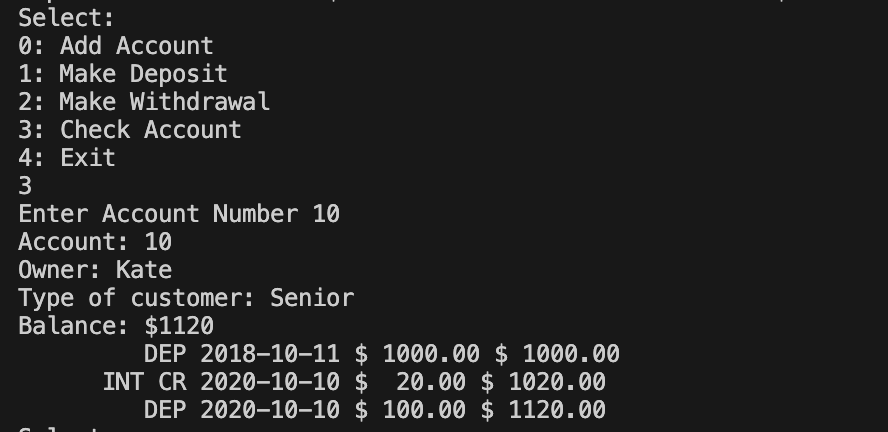 Select:
0: Add Account
1: Make Deposit
2: Make Withdrawal
3: Check Account
4: Exit
3
Enter Account Number 10
Account: 10
Owner: Kate
Type of customer: Senior
Balance: $1120
DEP 2018-10-11 $ 1000.00 $ 1000.00
INT CR 2020-10-10 $  20.00 $ 1020.00
DEP 2020-10-10 $ 100.00 $ 1120.00